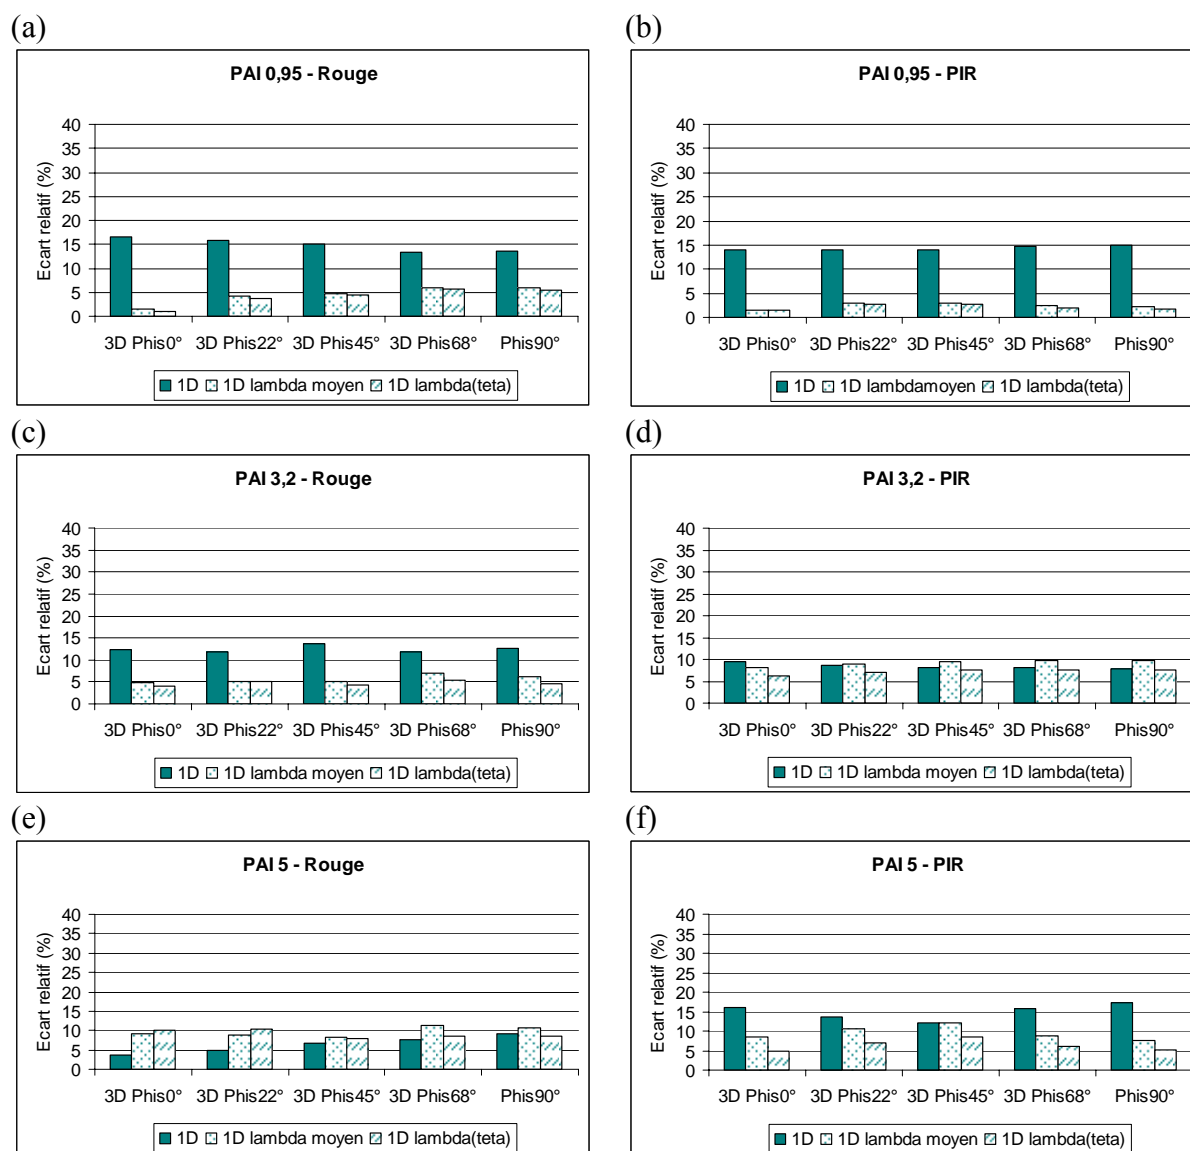 (a)
PAI 0,95 - Rouge
Ecart relatif (%)
40
35
30
25
20
15
10
5
0
3D Phis0° 3D Phis22° 3D Phis45° 3D Phis68° Phis90°
1D 1D lambda moyen 1D lambda(teta)
(b)
PAI 0,95 - PIR
Ecart relatif (%)
40
35
30
25
20
15
10
5
0
3D Phis0° 3D Phis22° 3D Phis45° 3D Phis68° Phis90°
1D 1D lambdamoyen 1D lambda(teta)
(c)
PAI 3,2 - Rouge
Ecart relatif (%)
40
35
30
25
20
15
10
5
0
3D Phis0° 3D Phis22° 3D Phis45° 3D Phis68° Phis90°
1D 1D lambda moyen 1D lambda(teta)
(d)
PAI 3,2 - PIR
Ecart relatif (%)
40
35
30
25
20
15
10
5
0
3D Phis0° 3D Phis22° 3D Phis45° 3D Phis68° Phis90°
1D 1D lambda moyen 1D lambda(teta)
(e)
PAI 5 - Rouge
Ecart relatif (%)
40
35
30
25
20
15
10
5
0
3D Phis0° 3D Phis22° 3D Phis45° 3D Phis68° Phis90°
1D 1D lambda moyen 1D lambda(teta)
(f)
PAI 5 - PIR
Ecart relatif (%)
40
35
30
25
20
15
10
5
0
3D Phis0° 3D Phis22° 3D Phis45° 3D Phis68° Phis90°
1D 1D lambda moyen 1D lambda(teta)